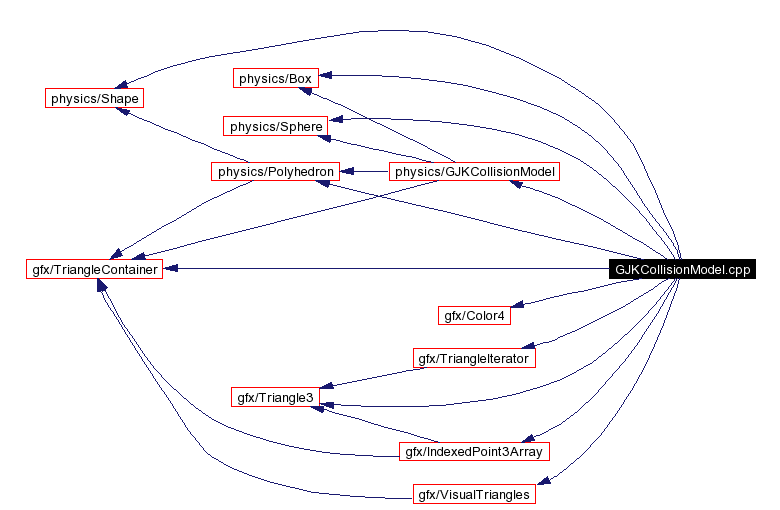 physics/Box
physics/Shape
physics/Sphere
physics/Polyhedron
physics/GJKCollisionModel
gfx/TriangleContainer
GJKCollisionModel.cpp
gfx/Color4
gfx/TriangleIterator
gfx/Triangle3
gfx/IndexedPoint3Array
gfx/VisualTriangles